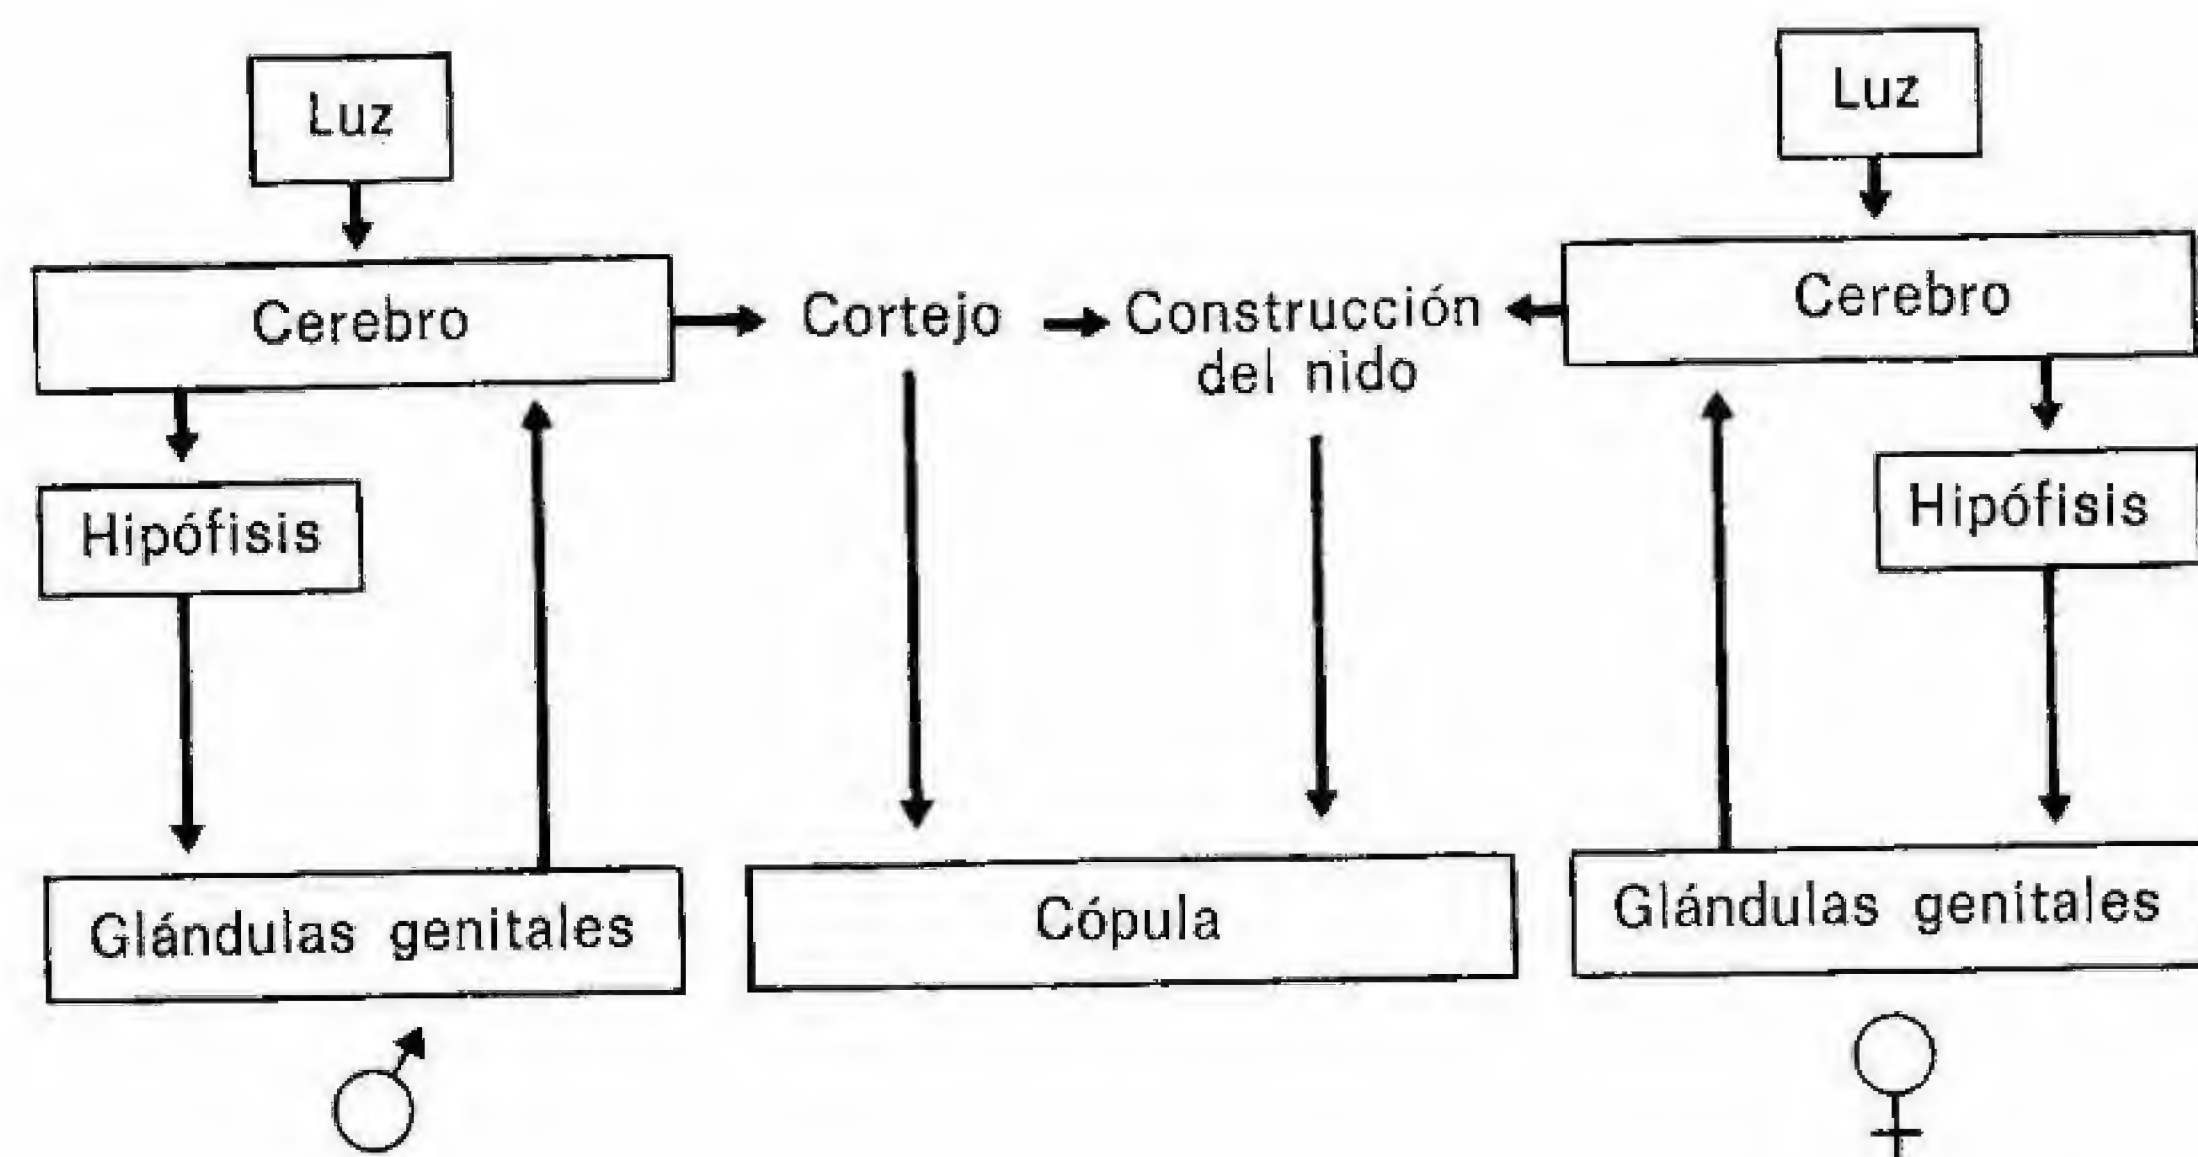 Luz
Luz
Cerebro
Cortejo
Construcción
del nido
Cerebro
Hipófisis
Hipófisis
Glándulas genitales
Cópula
Glándulas genitales